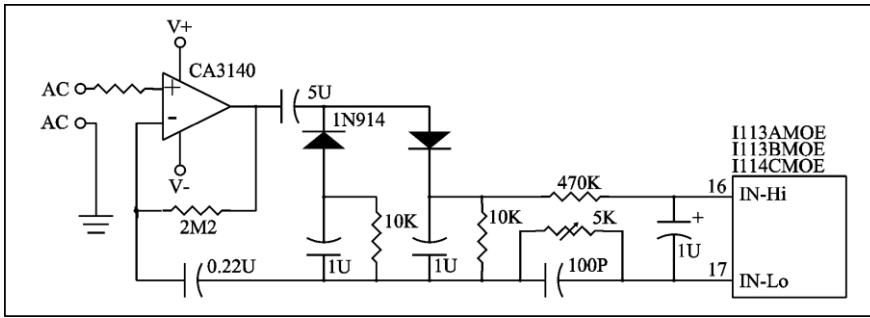 V+
CA3140
AC
+
5U
AC
-
1N914
I113AMOE
I113BMOE
I114CMOE
V-
470K
16
IN-Hi
2M2
10K
10K
5K
+
1U
0.22U
1U
1U
100P
17
IN-Lo